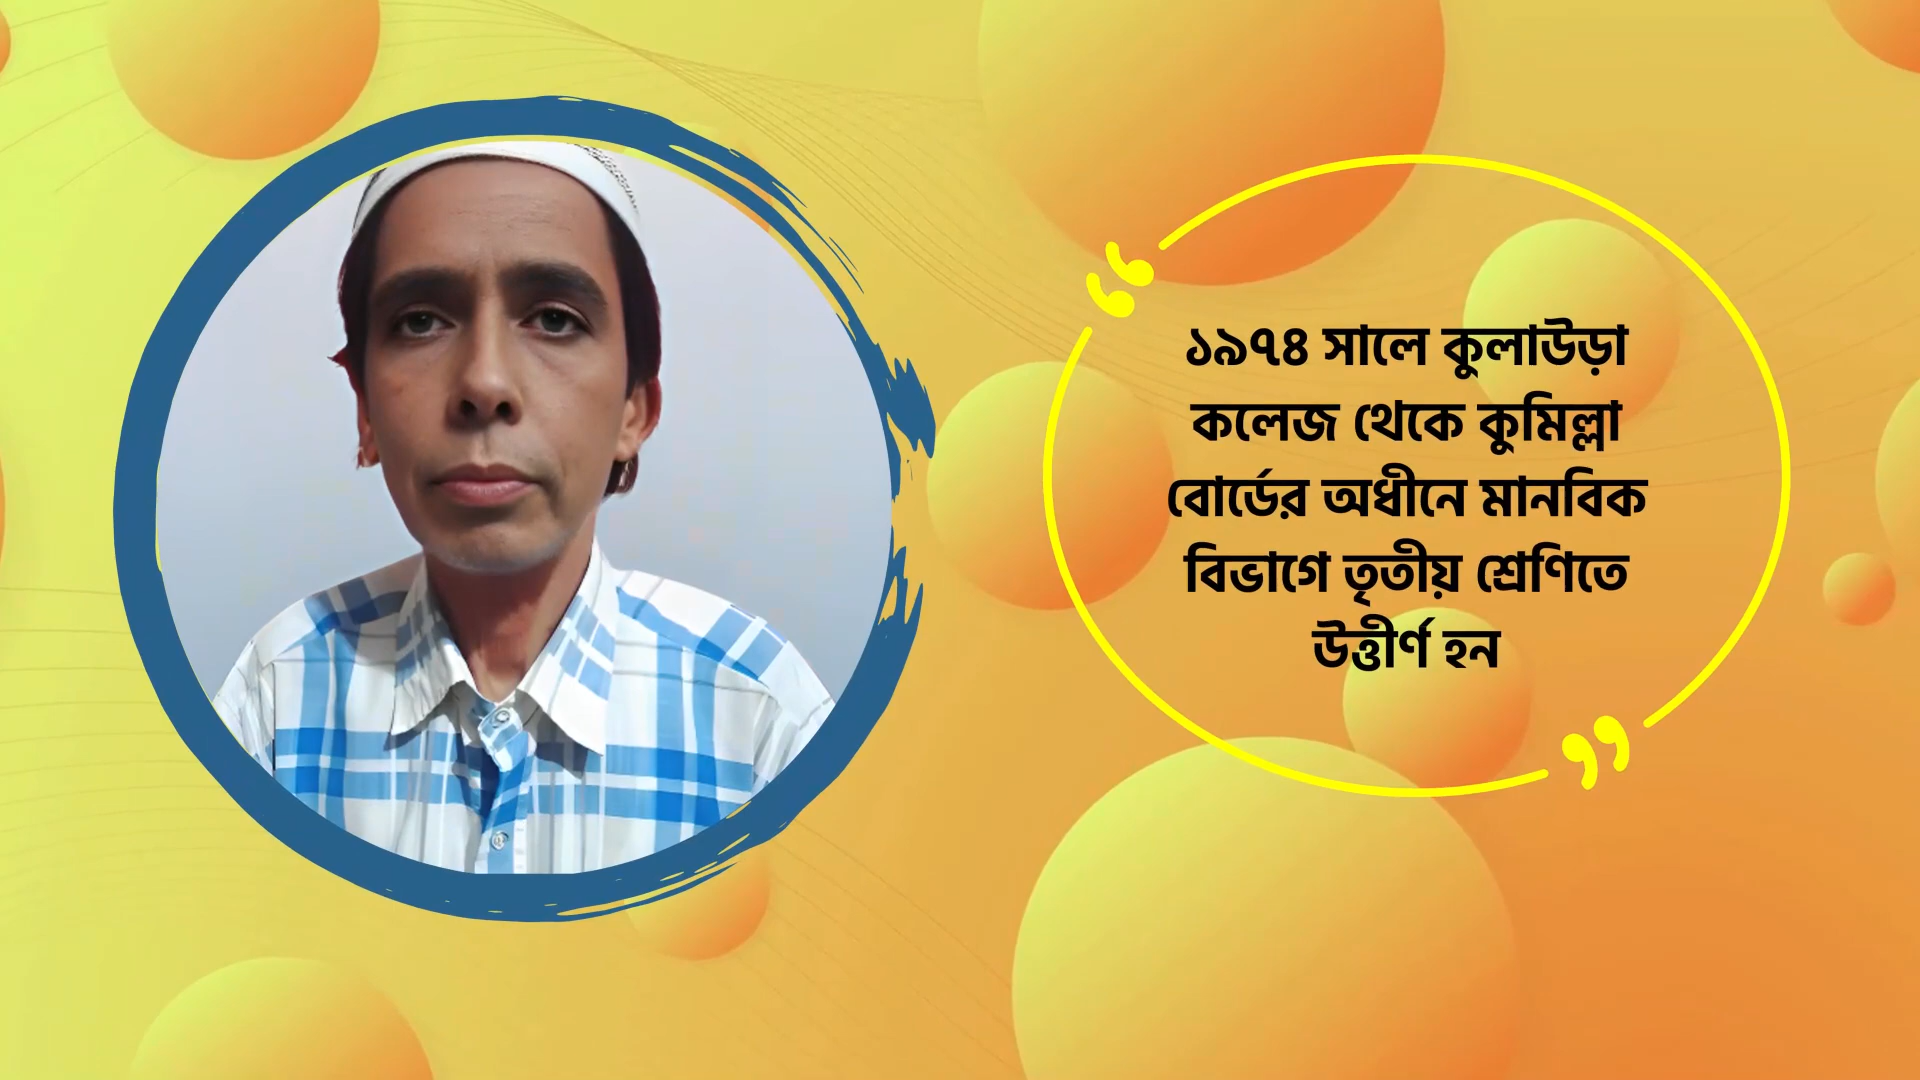 ১৯৭৪ সালে কুলাউড়া
কলেজ থেকে কুমিল্লা
বোর্ডের অধীনে মানবিক
বিভাগে তৃতীয় শ্রেণিতে
উত্তীর্ণ হন